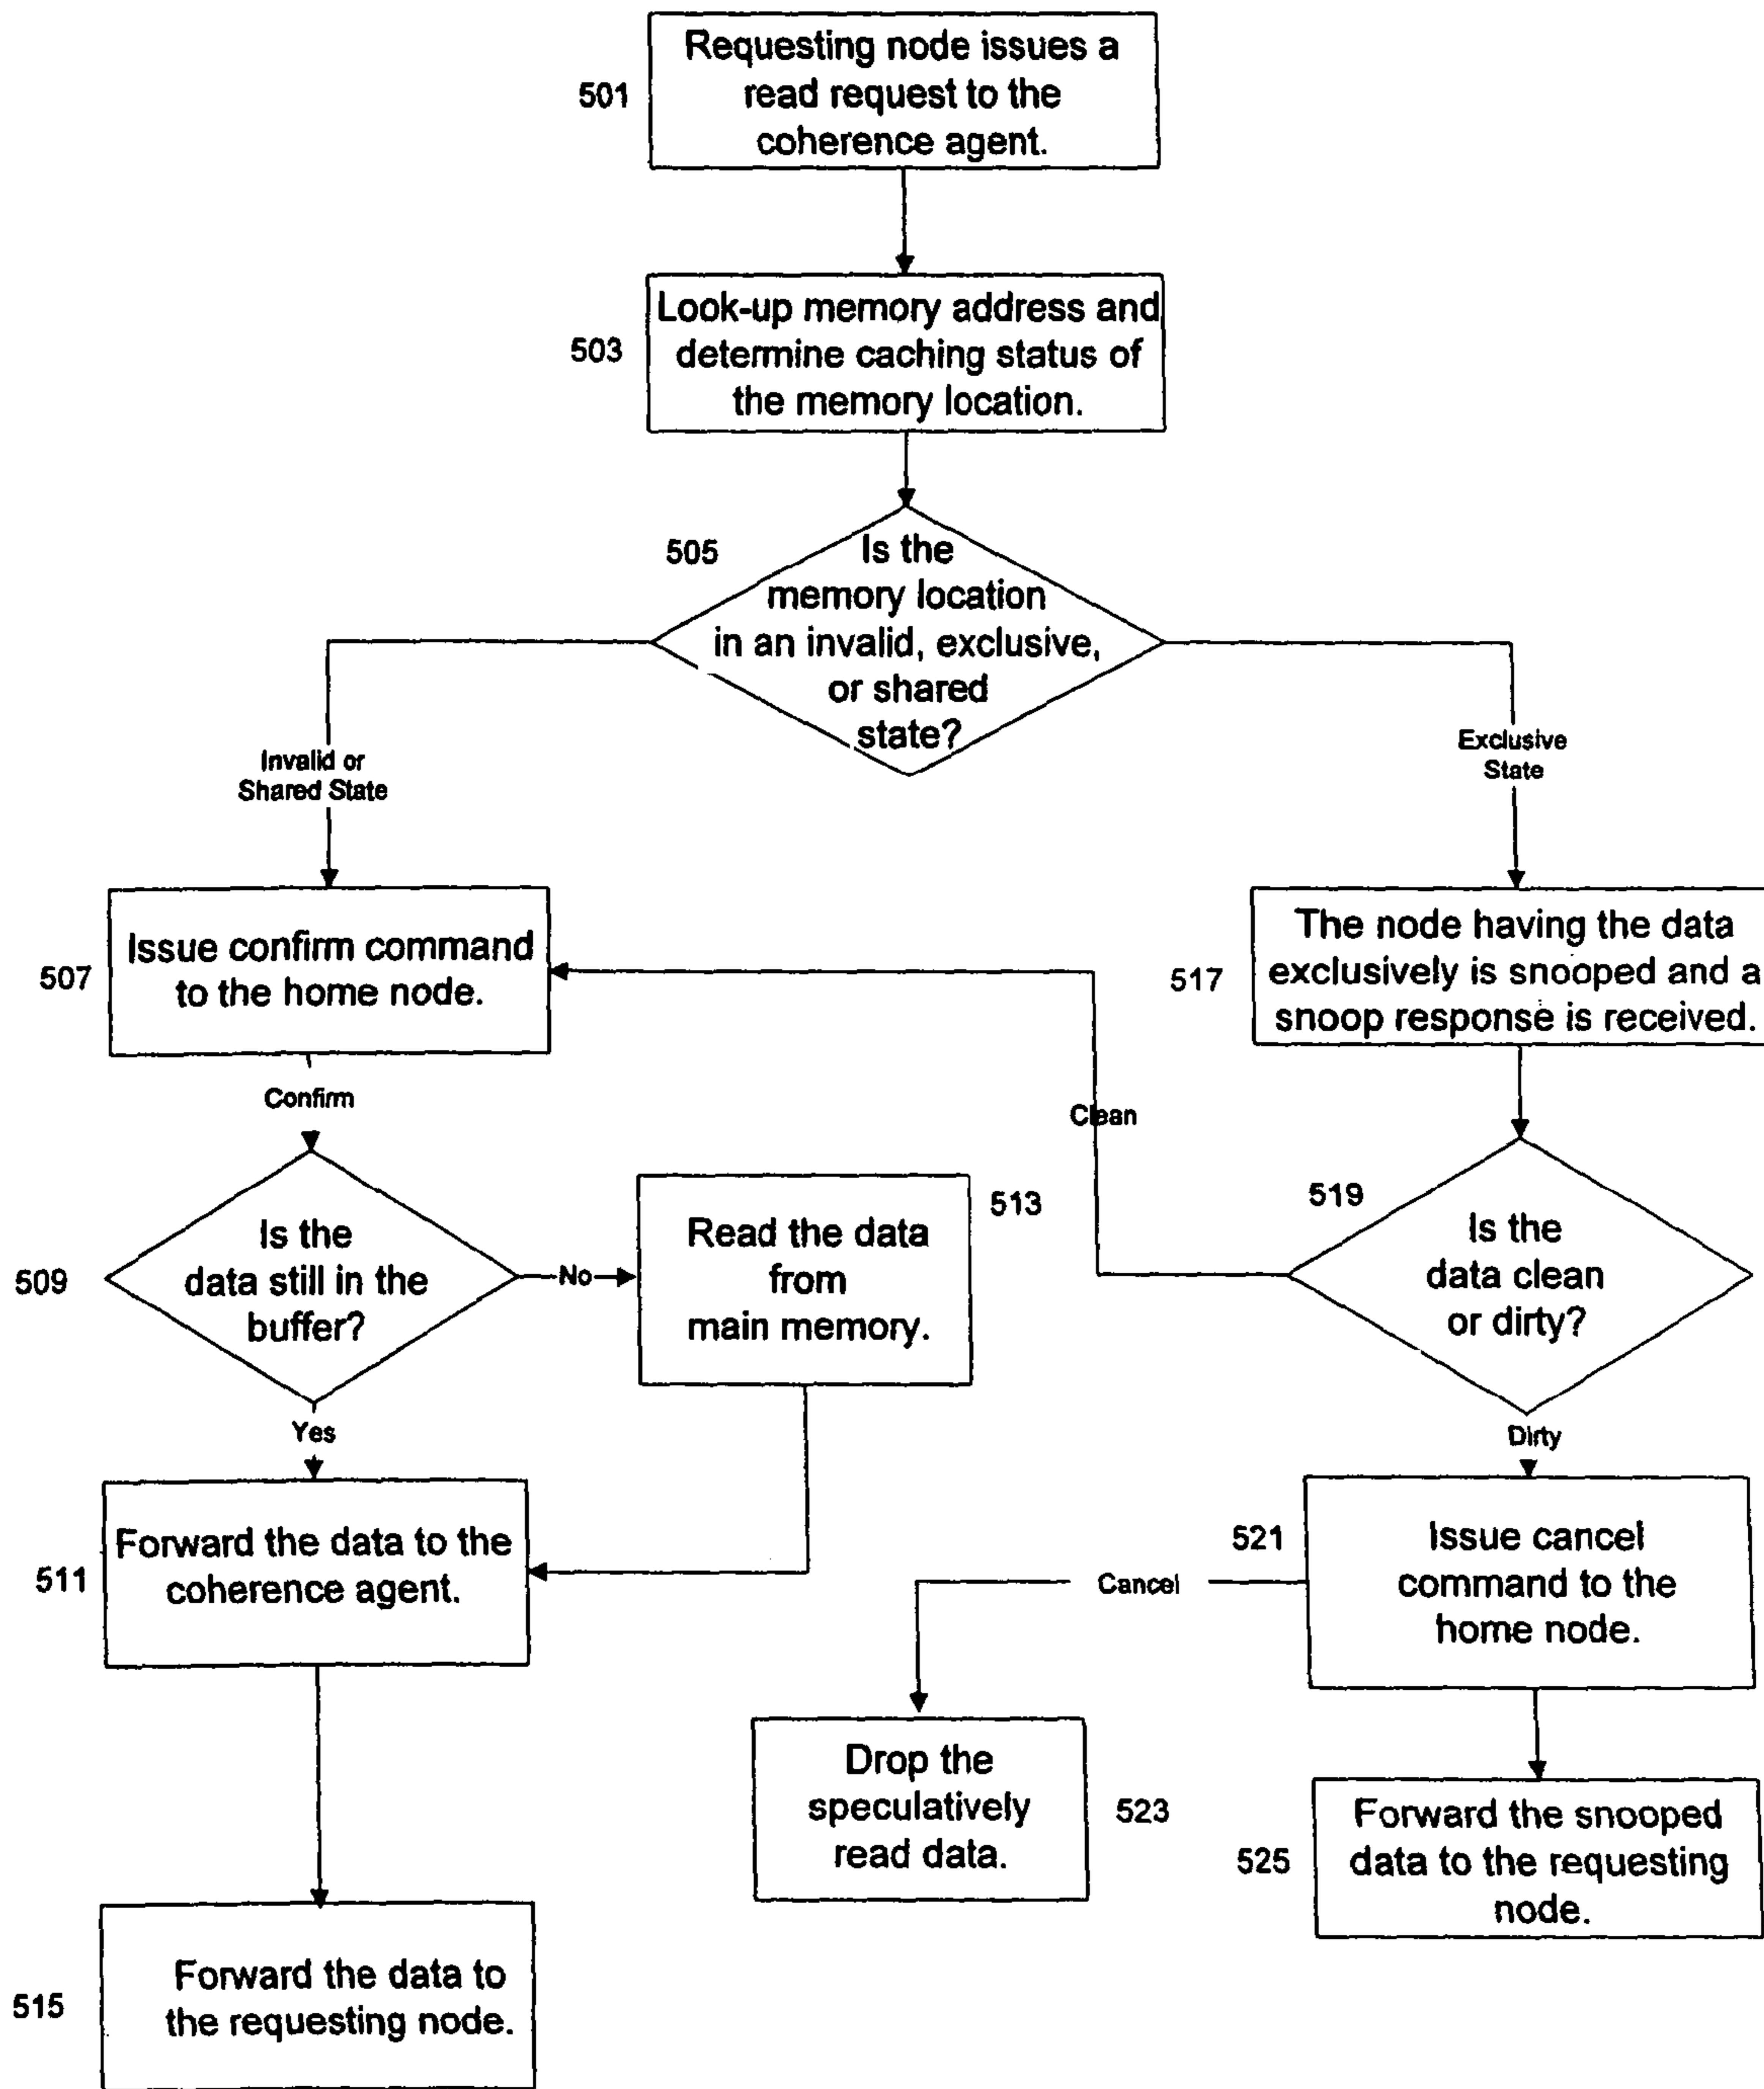 Requesting node issues a
read request to the
coherence agent.
501
Look-up memory address and
determine caching status of
the memory location.
503
505
Is the
memory location
in an invalid, exclusive,
or shared
state?
Invalid or
Shared State
Exclusive
State
Issue confirm command
to the home node.
507
The node having the data
exclusively is snooped and a
snoop response is received.
517
Confirm
Clean
Is the
data still in the
buffer?
509
No
Read the data
from
main memory.
513
519
Is the
data clean
or dirty?
Yes
Dirty
Forward the data to the
coherence agent.
511
Cancel
521
Issue cancel
command to the
home node.
Drop the
speculatively
read data.
523
525
Forward the snooped
data to the requesting
node.
515
Forward the data to
the requesting node.